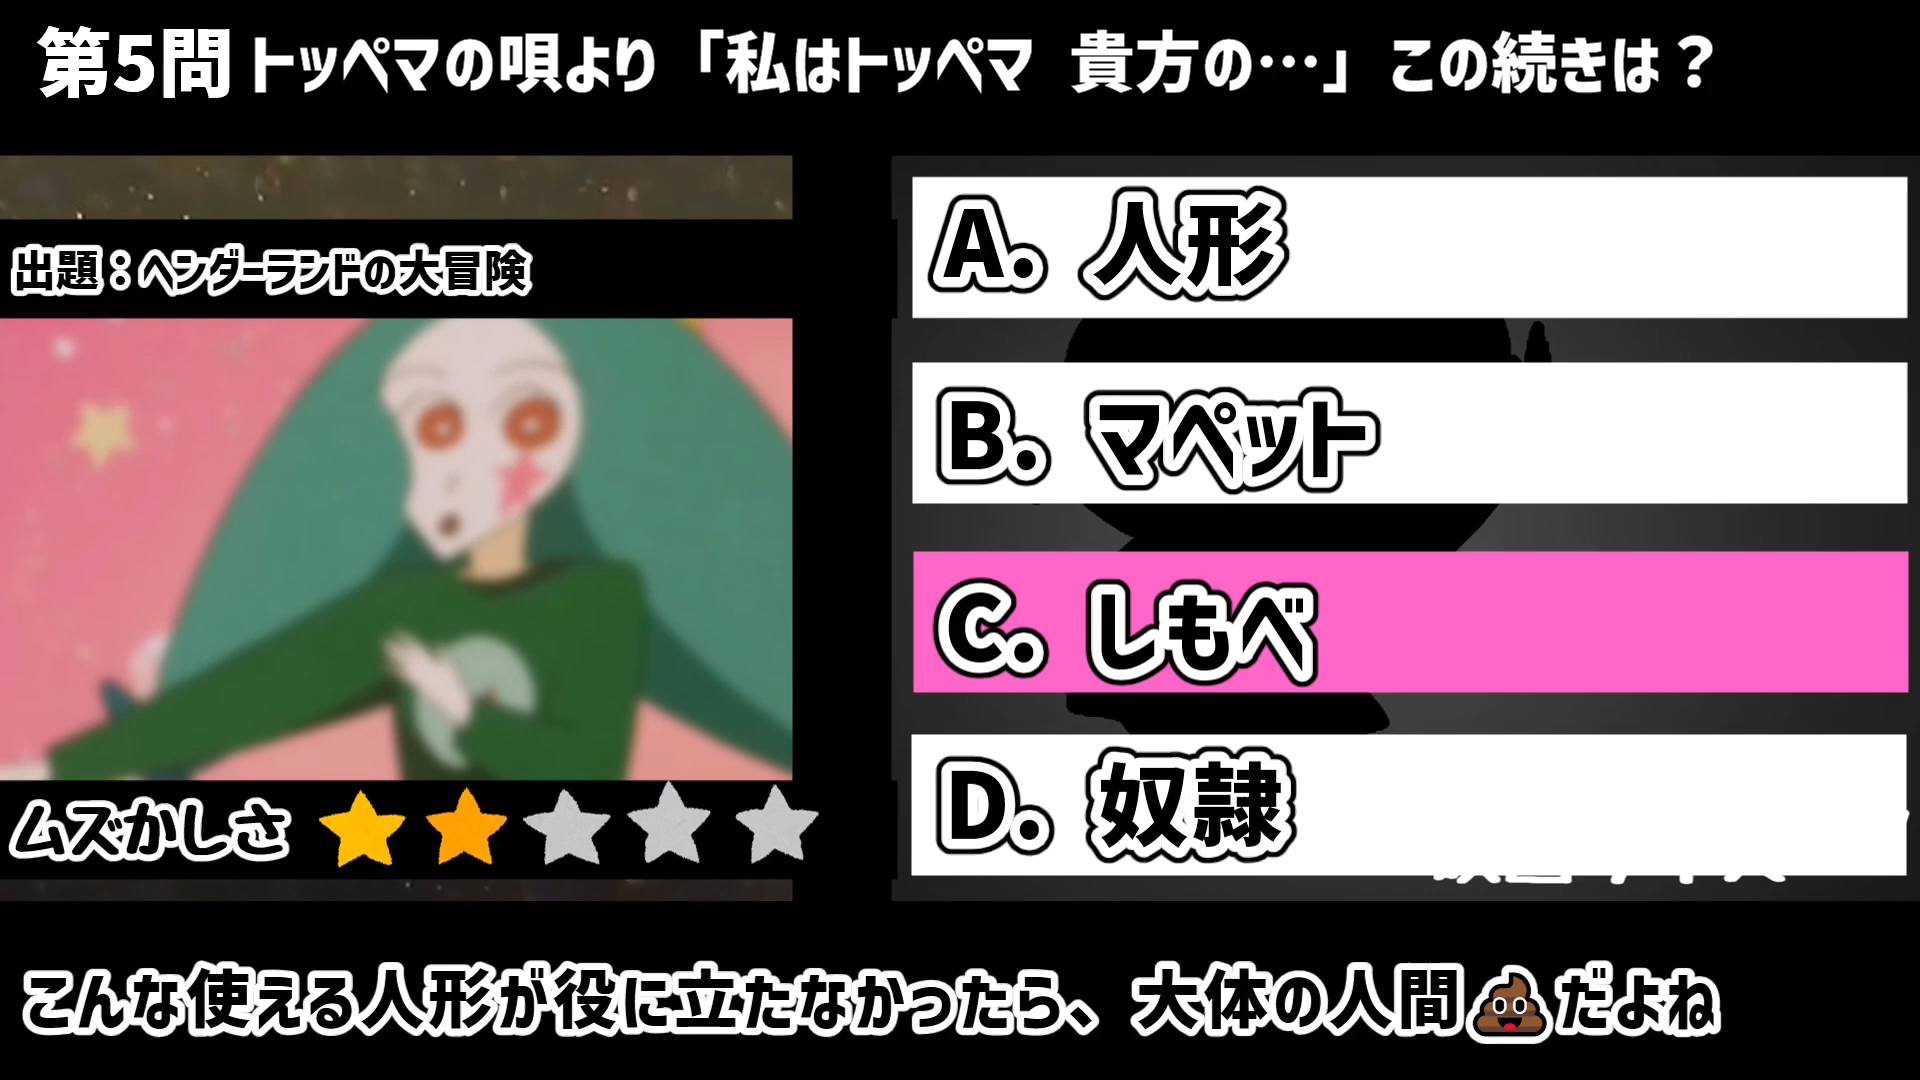 第5問 トッペマの唄より「私はトッペマ 貴方の…」この続きは？
出題：ヘンダーランドの大冒険
A. 人形
B. マペット
C. しもべ
D. 奴隷
ムズかしさ
こんな使える人形が役に立たなかったら、大体の人間💩だよね